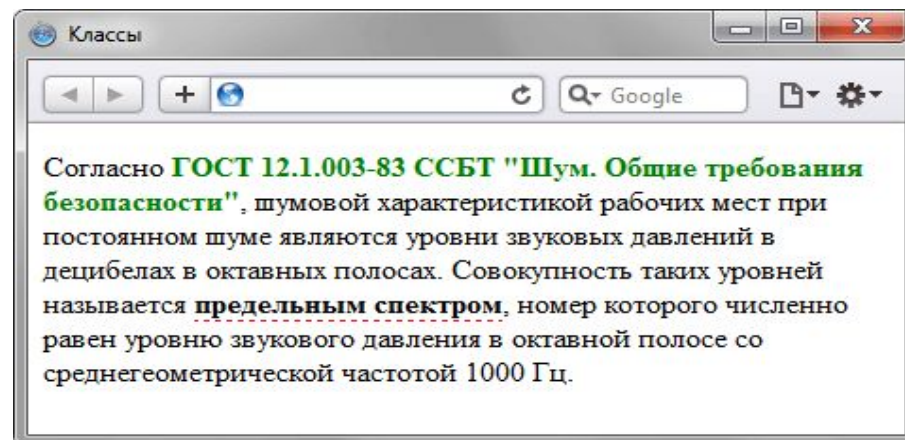 Классы
Google
Согласно ГОСТ 12.1.003-83 ССБТ "Шум. Общие требования
безопасности", шумовой характеристикой рабочих мест при
постоянном шуме являются уровни звуковых давлений в
децибелах в октавных полосах. Совокупность таких уровней
называется предельным спектром, номер которого численно
равен уровню звукового давления в октавной полосе со
среднегеометрической частотой 1000 Гц.